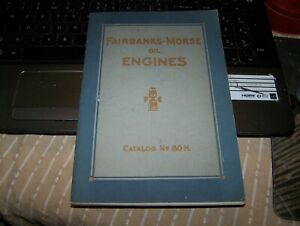 FAIRBANKS-MORSE
OIL
ENGINES
CATALOG No 80 H.